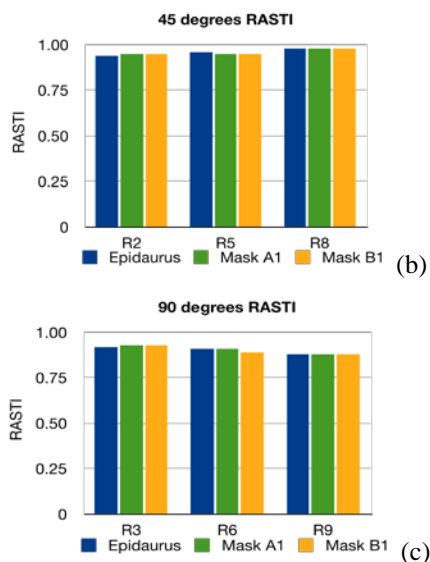 45 degrees RASTI
1.00
0.75
0.50
0.25
0
RASTI
R2 R5 R8
Epidaurus Mask A1 Mask B1
(b)
90 degrees RASTI
1.00
0.75
0.50
0.25
0
RASTI
R3 R6 R9
Epidaurus Mask A1 Mask B1
(c)